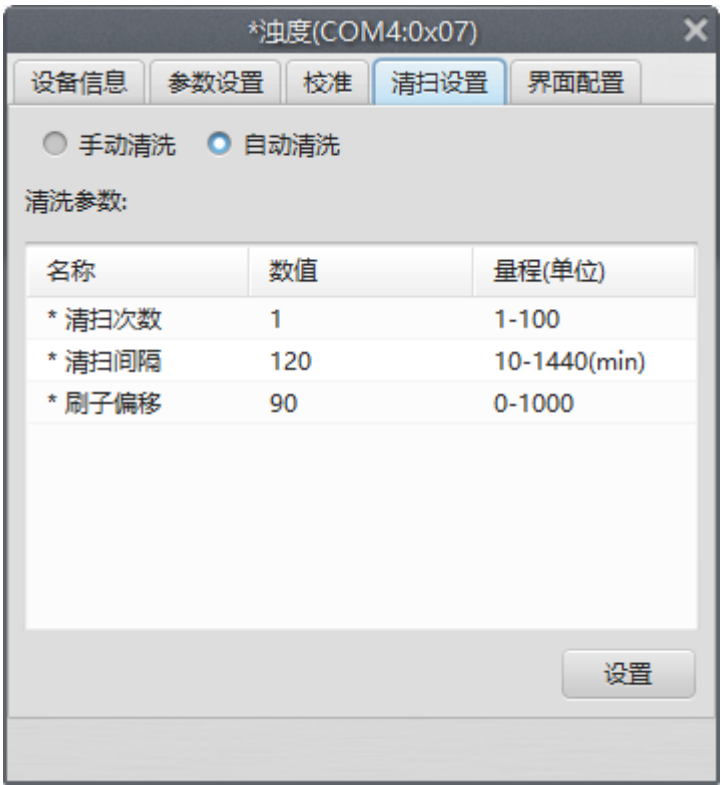 *浊度(COM4:0x07)
设备信息 参数设置 校准 清扫设置 界面配置
手动清洗 自动清洗
清洗参数:
名称 数值 量程(单位)
* 清扫次数 1 1-100
* 清扫间隔 120 10-1440(min)
* 刷子偏移 90 0-1000
设置